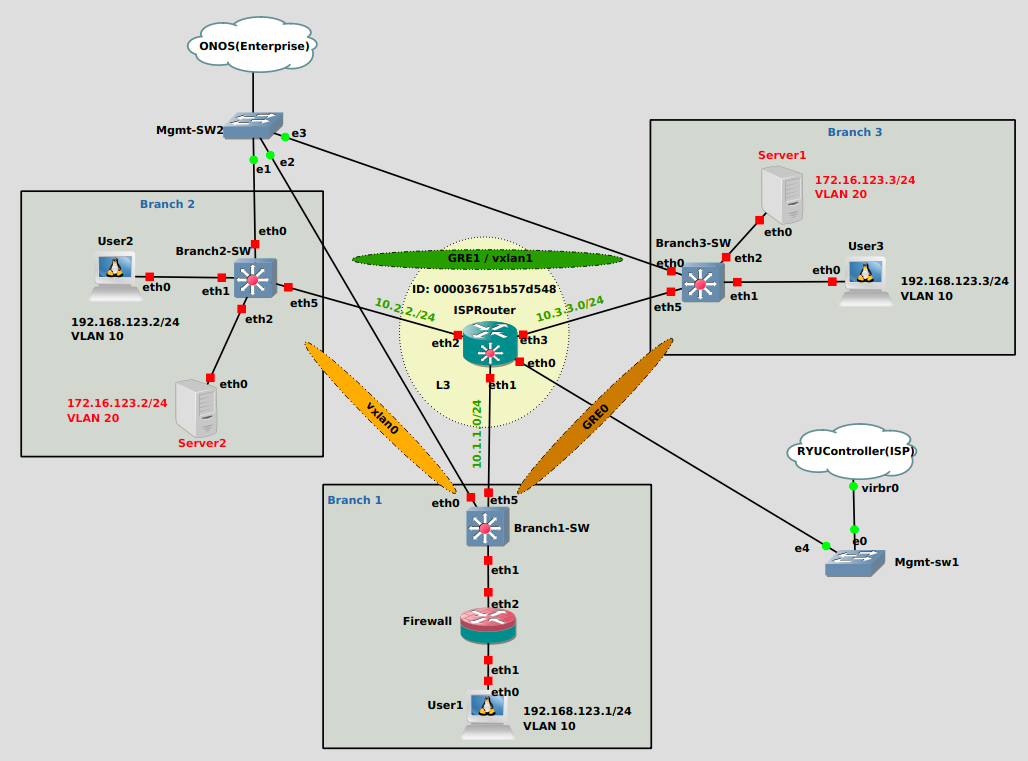 ONOS(Enterprise)
Mgmt-SW2
e3
e1
e2
Branch 2
eth0
User2
Branch2-SW
eth0
eth1
eth5
eth2
192.168.123.2/24
VLAN 10
eth0
172.16.123.2/24
VLAN 20
Server2
GRE1 / vxlan1
ID: 000036751b57d548
10.2.2./24
ISPRouter
10.3.3.0/24
eth2
eth3
eth0
L3
eth1
10.1.1.0/24
vxlan0
GRE0
Branch 3
Server1
172.16.123.3/24
VLAN 20
eth0
Branch3-SW
eth0
eth2
User3
eth0
eth1
eth5
192.168.123.3/24
VLAN 10
RYUController(ISP)
virbr0
e0
e4
Mgmt-sw1
Branch 1
eth0
eth5
Branch1-SW
eth1
eth2
Firewall
eth1
eth0
User1
192.168.123.1/24
VLAN 10